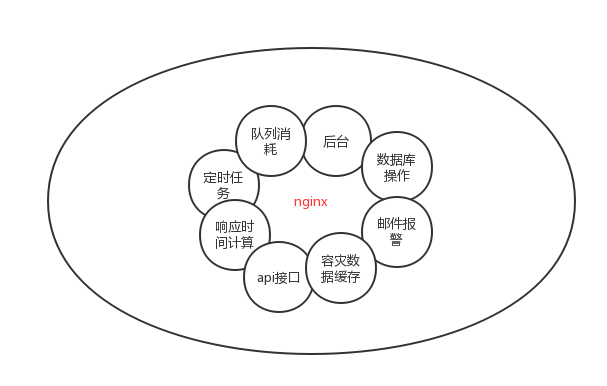 队列消
耗
后台
数据库
操作
定时任
务
nginx
响应时
间计算
邮件报
警
api接口
容灾数
据缓存